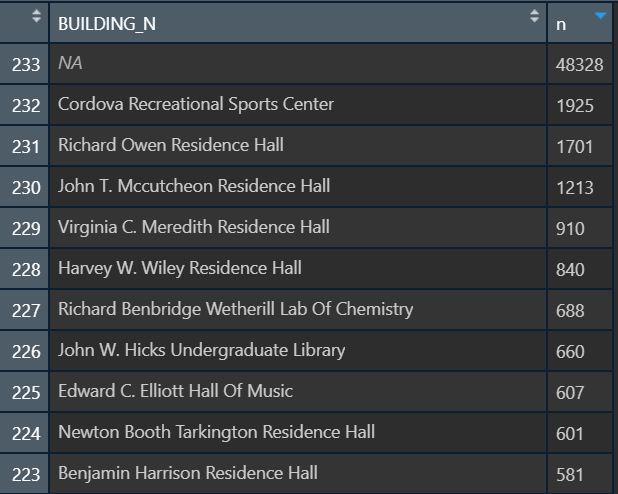 BUILDING_N n
233 NA 48328
232 Cordova Recreational Sports Center 1925
231 Richard Owen Residence Hall 1701
230 John T. Mccutcheon Residence Hall 1213
229 Virginia C. Meredith Residence Hall 910
228 Harvey W. Wiley Residence Hall 840
227 Richard Benbridge Wetherill Lab Of Chemistry 688
226 John W. Hicks Undergraduate Library 660
225 Edward C. Elliott Hall Of Music 607
224 Newton Booth Tarkington Residence Hall 601
223 Benjamin Harrison Residence Hall 581